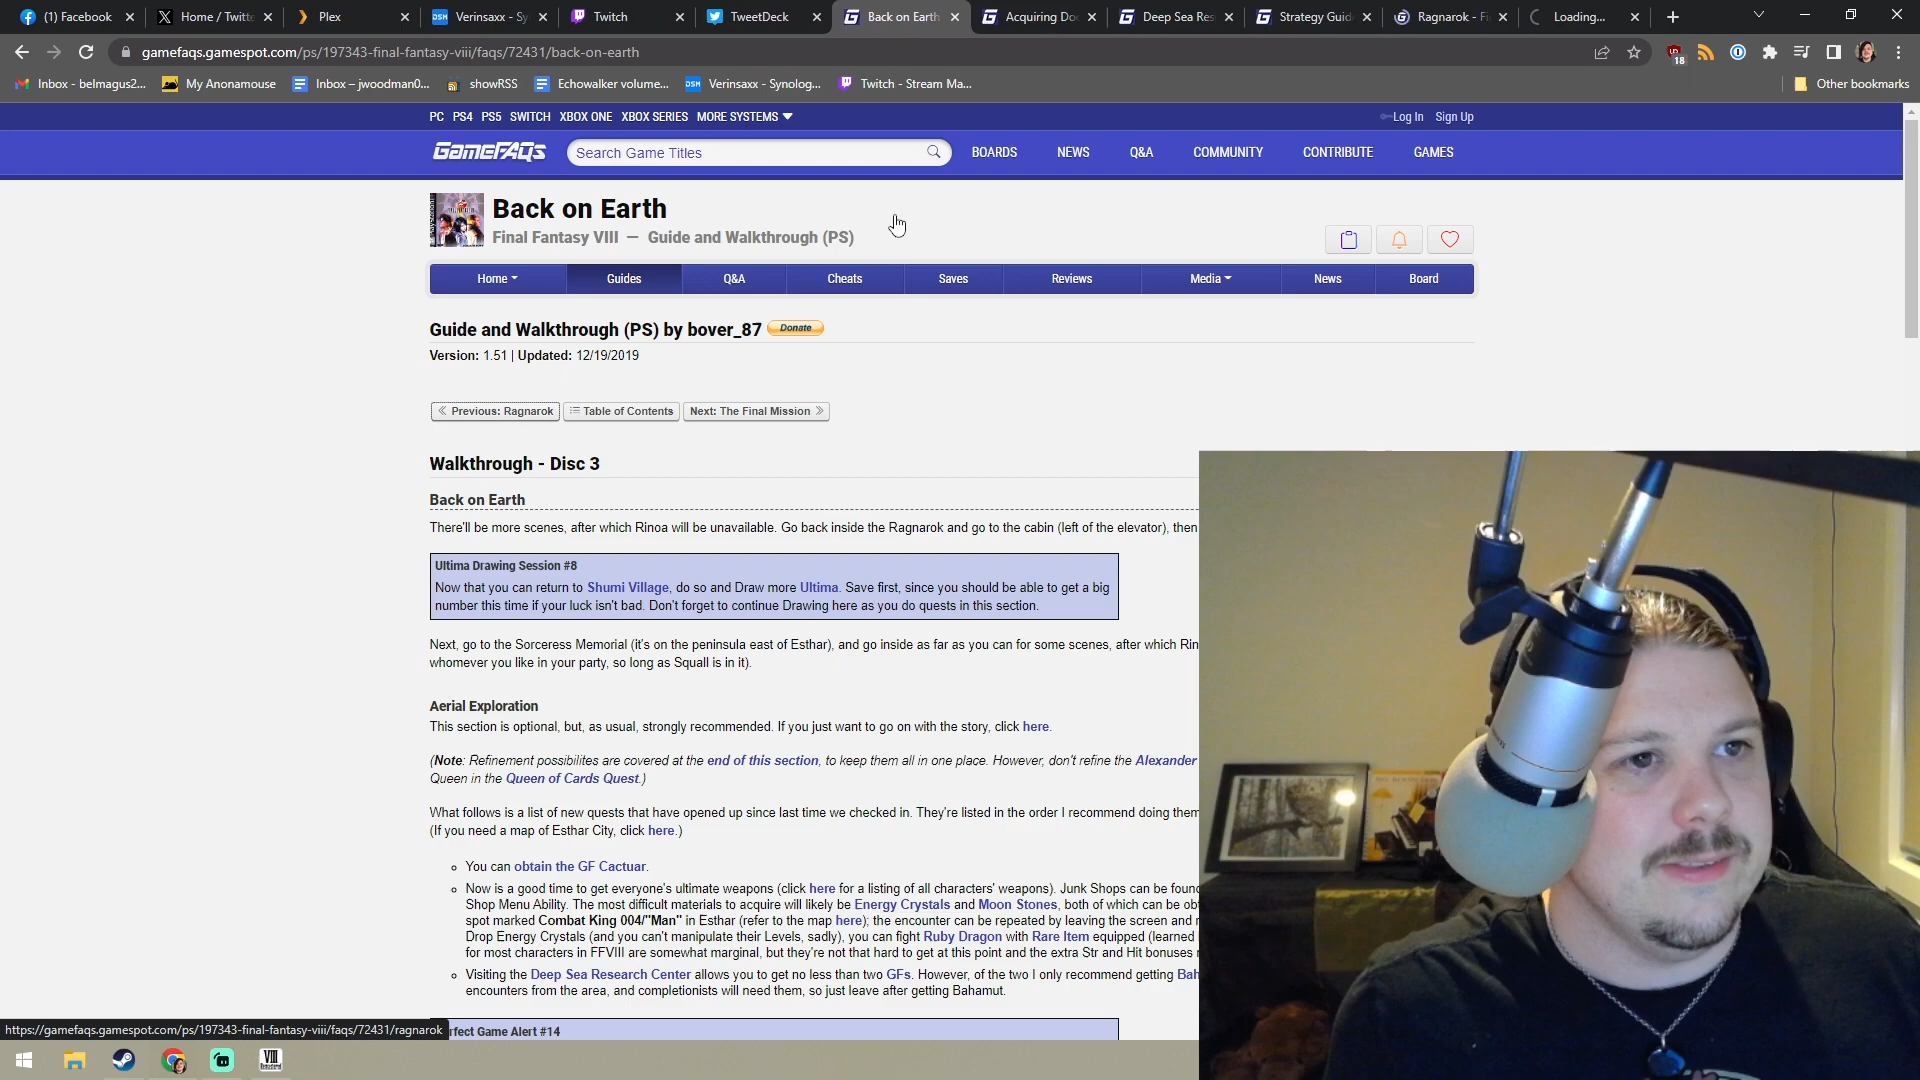 (1) Facebook
Home / Twitte
Plex
Verinsaxx - Sy
Twitch
TweetDeck
Back on Earth
Acquiring Do
Deep Sea Res
Strategy Guid
Ragnarok - Fi
Loading...
gamefaqs.gamespot.com/ps/197343-final-fantasy-viii/faqs/72431/back-on-earth
18
Inbox - belmagus2...
My Anonamouse
Inbox – jwoodman0...
showRSS
Echowalker volume...
Verinsaxx - Synolog...
Twitch - Stream Ma...
Other bookmarks
PC PS4 PS5 SWITCH XBOX ONE XBOX SERIES MORE SYSTEMS
Log In Sign Up
GameFAQs
Search Game Titles
BOARDS NEWS Q&A COMMUNITY CONTRIBUTE GAMES
Back on Earth
Final Fantasy VIII — Guide and Walkthrough (PS)
Home Guides Q&A Cheats Saves Reviews Media News Board
Guide and Walkthrough (PS) by bover_87 Donate
Version: 1.51 | Updated: 12/19/2019
Previous: Ragnarok Table of Contents Next: The Final Mission
Walkthrough - Disc 3
Back on Earth
There'll be more scenes, after which Rinoa will be unavailable. Go back inside the Ragnarok and go to the cabin (left of the elevator), then
Ultima Drawing Session #8
Now that you can return to Shumi Village, do so and Draw more Ultima. Save first, since you should be able to get a big
number this time if your luck isn't bad. Don't forget to continue Drawing here as you do quests in this section.
Next, go to the Sorceress Memorial (it's on the peninsula east of Esthar), and go inside as far as you can for some scenes, after which Rin
whomever you like in your party, so long as Squall is in it).
Aerial Exploration
This section is optional, but, as usual, strongly recommended. If you just want to go on with the story, click here.
(Note: Refinement possibilites are covered at the end of this section, to keep them all in one place. However, don't refine the Alexander
Queen in the Queen of Cards Quest.)
What follows is a list of new quests that have opened up since last time we checked in. They're listed in the order I recommend doing them
(If you need a map of Esthar City, click here.)
You can obtain the GF Cactuar.
Now is a good time to get everyone's ultimate weapons (click here for a listing of all characters' weapons). Junk Shops can be found
Shop Menu Ability. The most difficult materials to acquire will likely be Energy Crystals and Moon Stones, both of which can be ob
spot marked Combat King 004/"Man" in Esthar (refer to the map here); the encounter can be repeated by leaving the screen and r
Drop Energy Crystals (and you can't manipulate their Levels, sadly), you can fight Ruby Dragon with Rare Item equipped (learned
for most characters in FFVIII are somewhat marginal, but they're not that hard to get at this point and the extra Str and Hit bonuses
Visiting the Deep Sea Research Center allows you to get no less than two GFs. However, of the two I only recommend getting Bah
encounters from the area, and completionists will need them, so just leave after getting Bahamut.
https://gamefaqs.gamespot.com/ps/197343-final-fantasy-viii/faqs/72431/ragnarok
rfect Game Alert #14
VIII